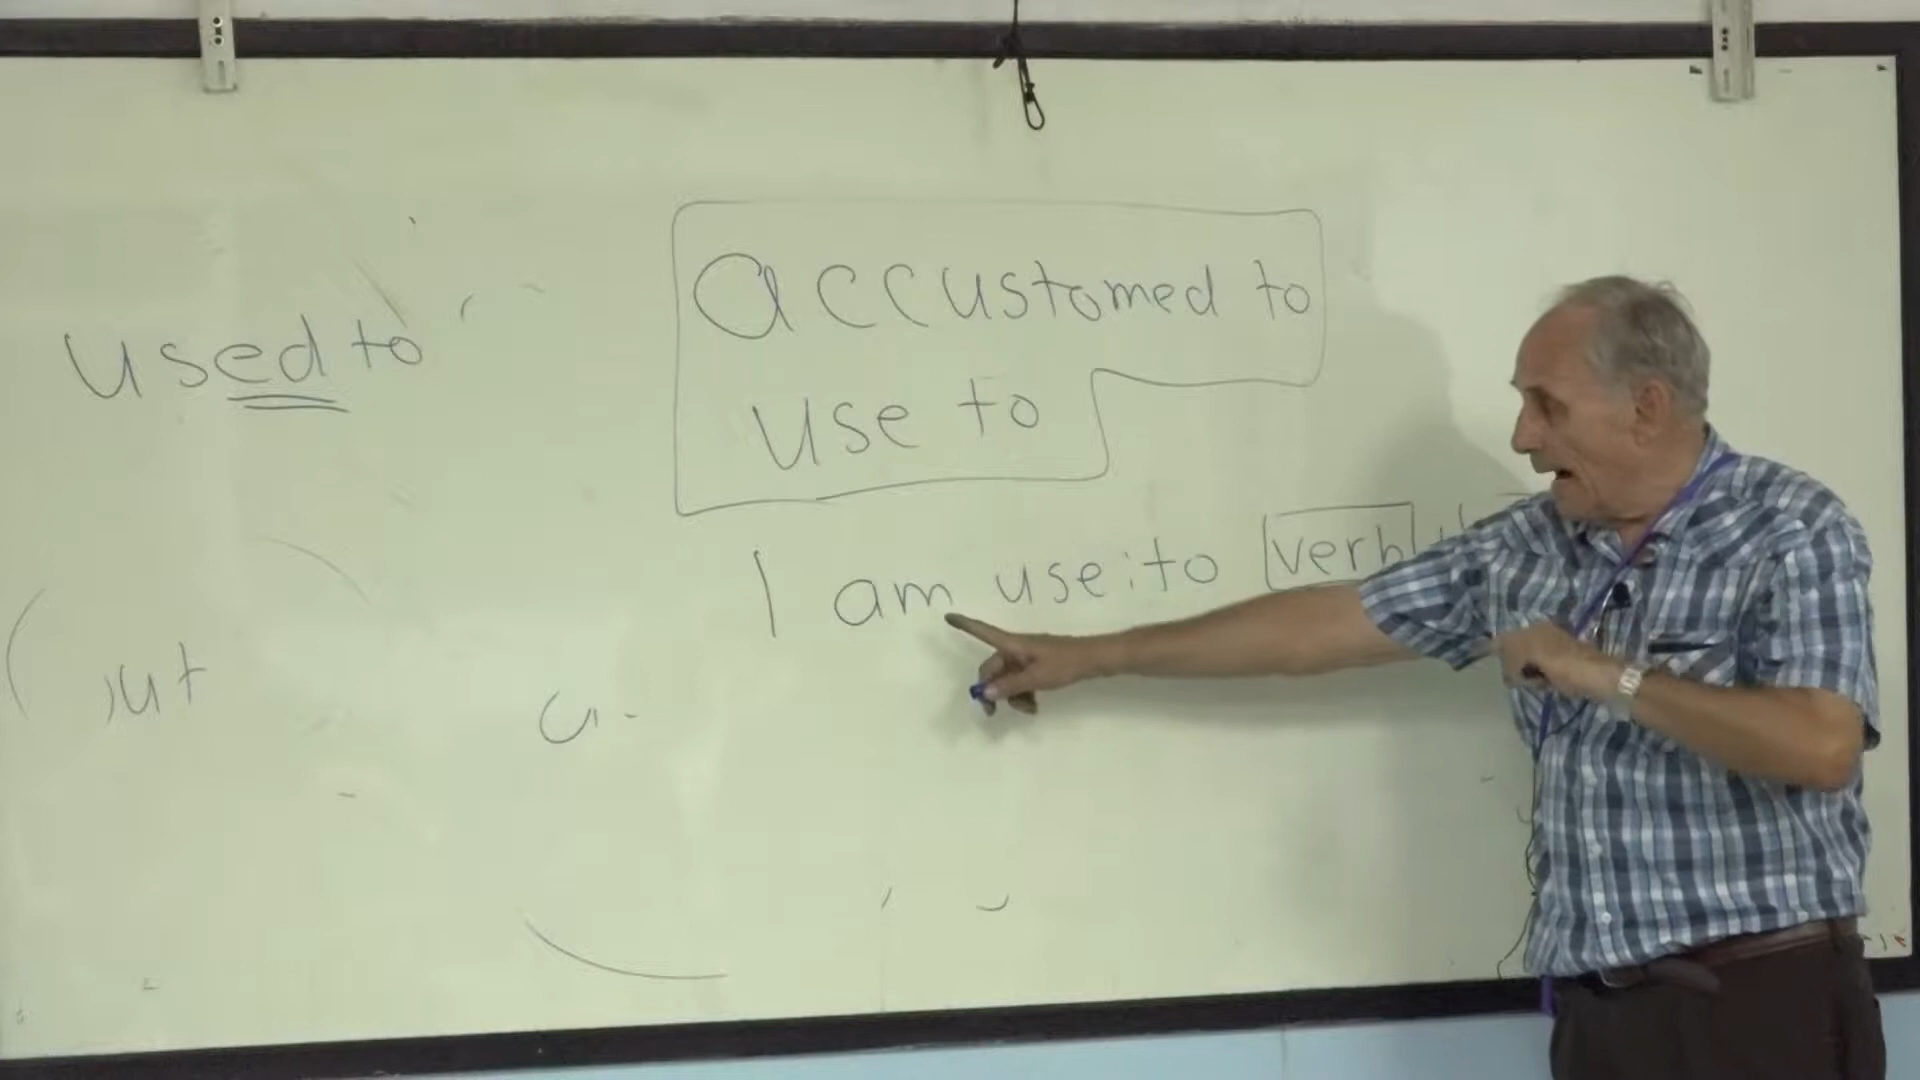 used to
accustomed to
use to
I am use to verb